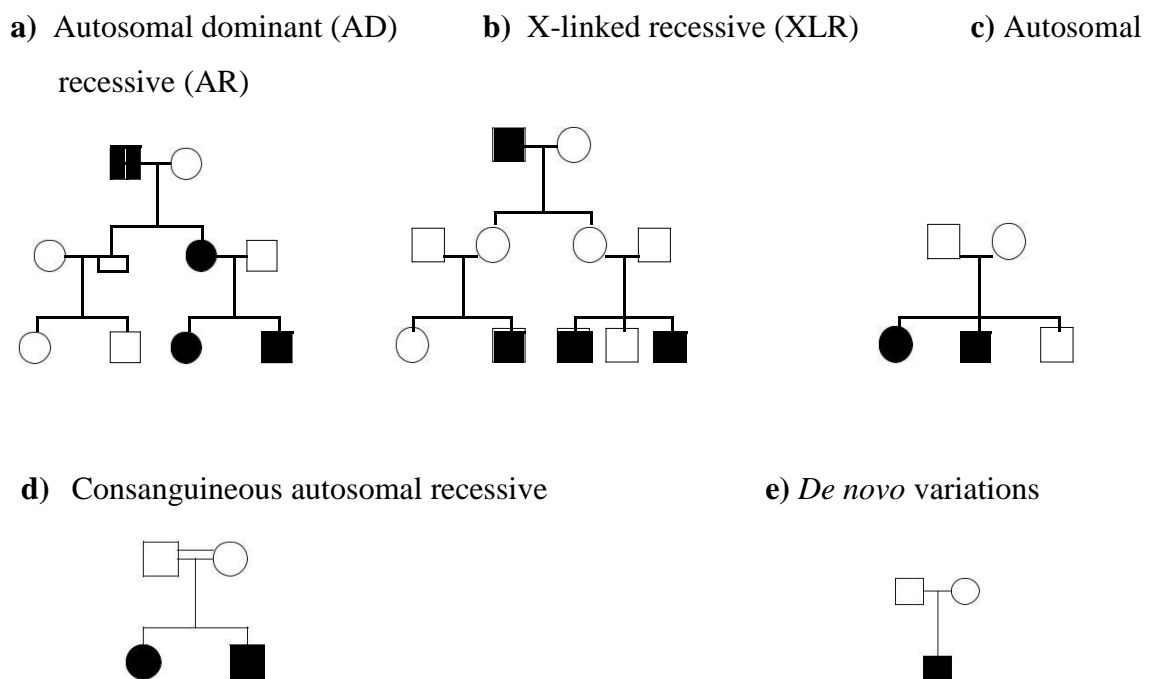 a) Autosomal dominant (AD) b) X-linked recessive (XLR) c) Autosomal
recessive (AR)
d) Consanguineous autosomal recessive e) De novo variations